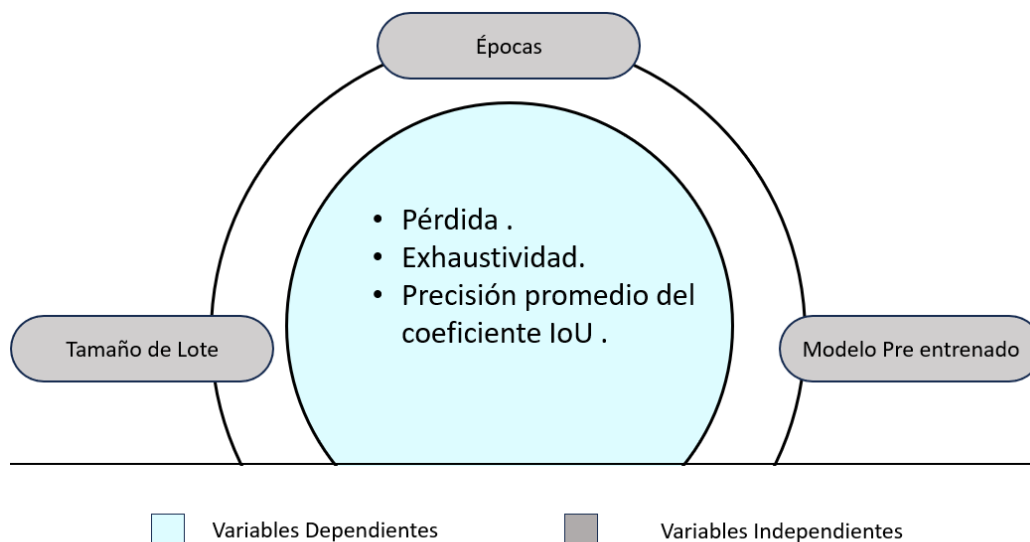 Épocas
• Pérdida .
• Exhaustividad.
• Precisión promedio del
coeficiente IoU .
Tamaño de Lote
Modelo Pre entrenado
Variables Dependientes
Variables Independientes